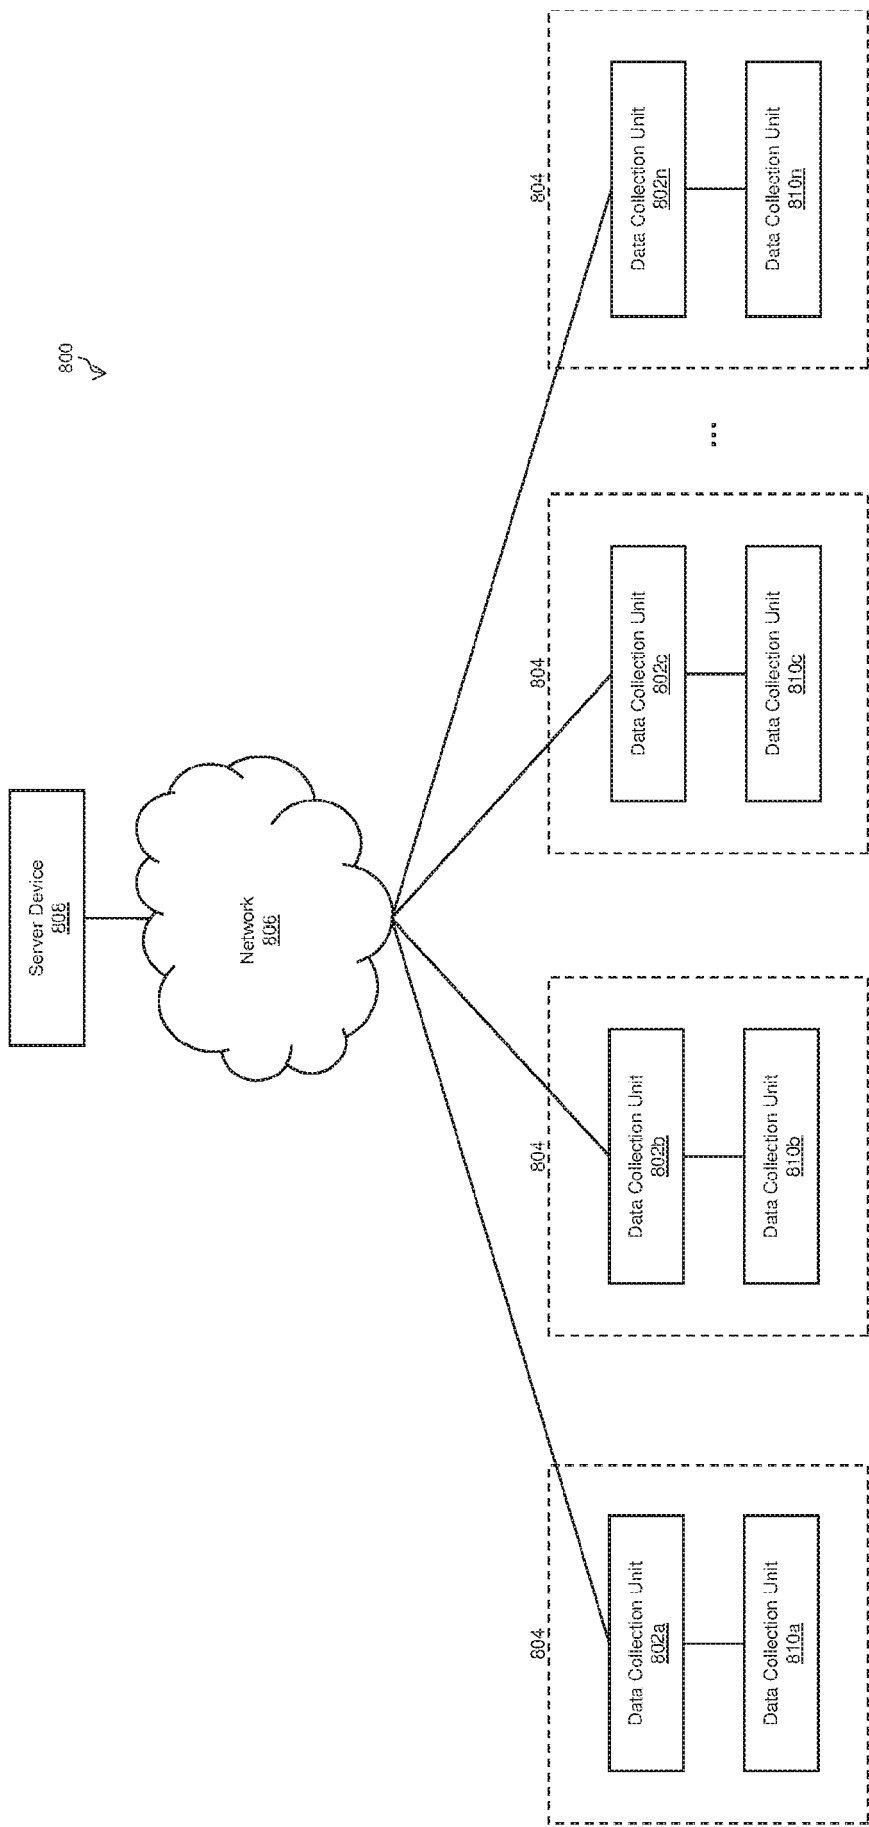 Server Device
808
800
Network
806
804
804
804
804
Data Collection Unit
802a
Data Collection Unit
802b
Data Collection Unit
802c
Data Collection Unit
802n
...
Data Collection Unit
810a
Data Collection Unit
810b
Data Collection Unit
810c
Data Collection Unit
810n